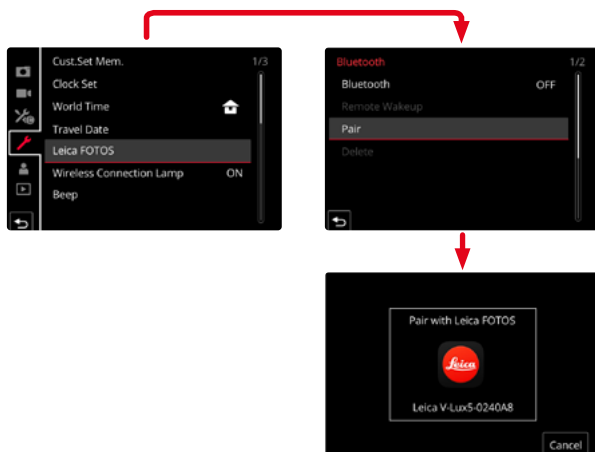 Cust.Set Mem. 1/3
Clock Set
World Time
Travel Date
Leica FOTOS
Wireless Connection Lamp ON
Beep
Bluetooth 1/2
Bluetooth OFF
Remote Wakeup
Pair
Delete
Pair with Leica FOTOS
Leica
Leica V-Lux5-0240A8
Cancel